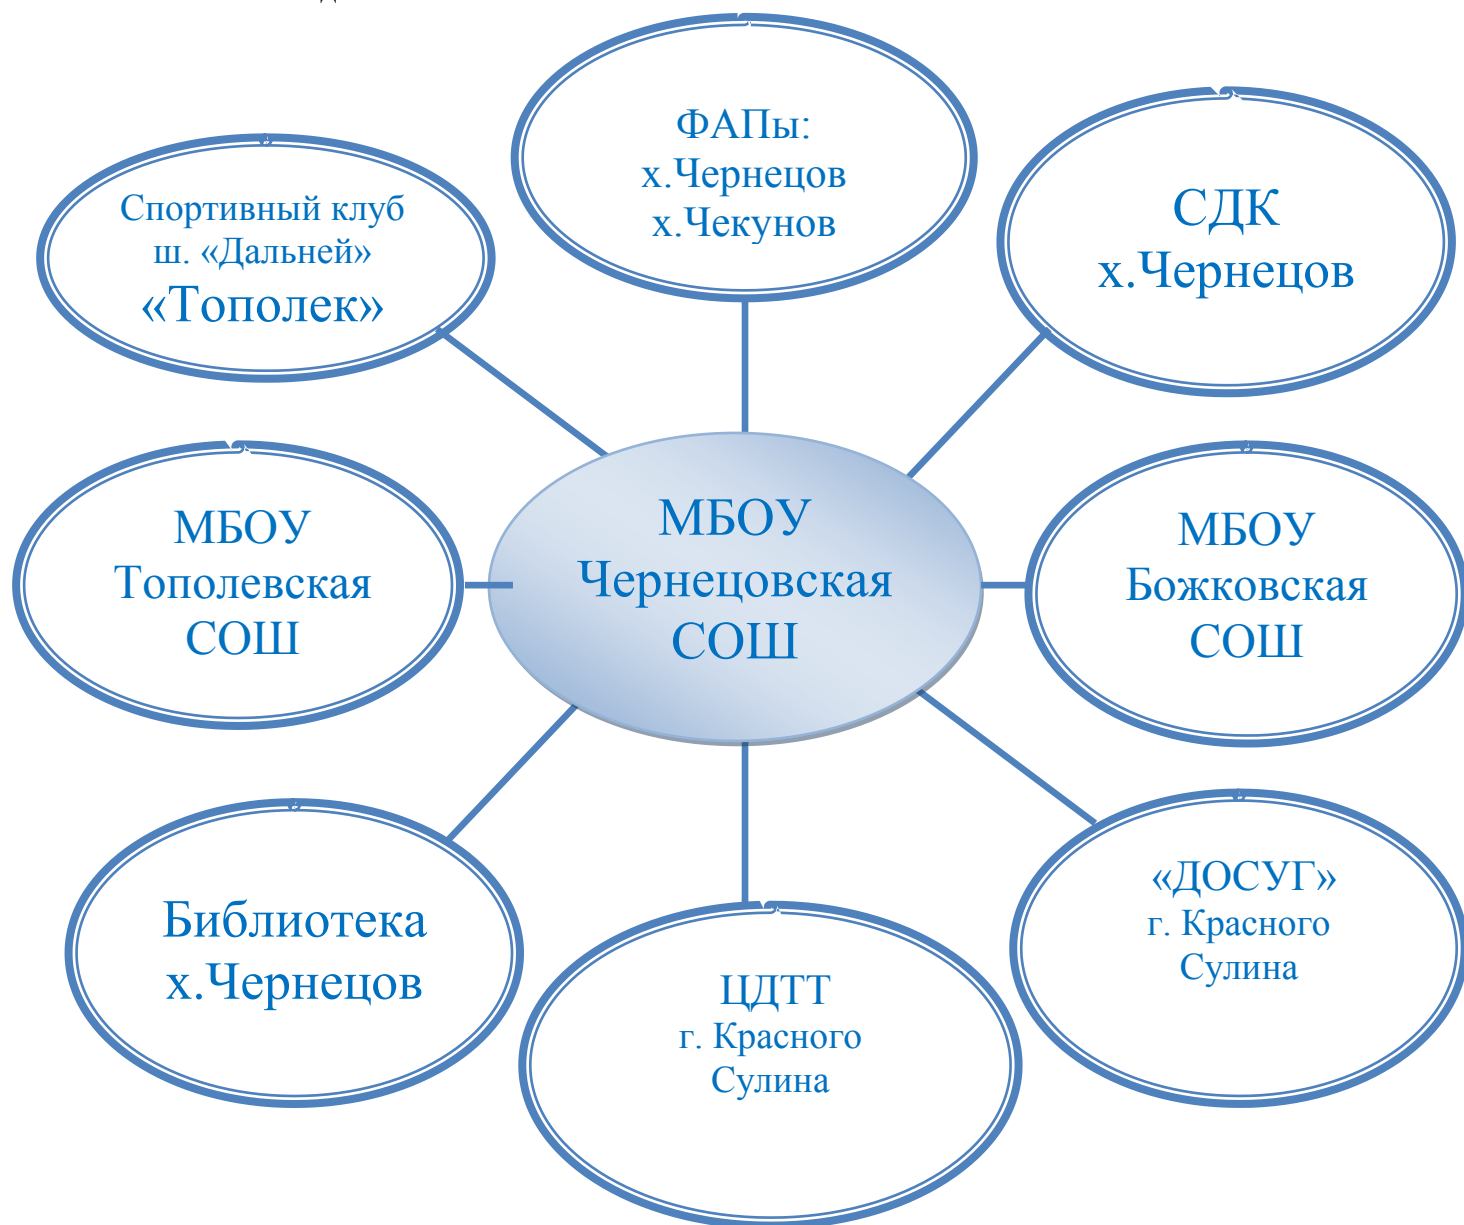 ФАПы:
х.Чернецов
х.Чекунов
Спортивный клуб
ш. «Дальней»
«Тополек»
СДК
х.Чернецов
МБОУ
Тополевская
СОШ
МБОУ
Чернецовская
СОШ
МБОУ
Божковская
СОШ
Библиотека
х.Чернецов
ЦДТТ
г. Красного
Сулина
«ДОСУГ»
г. Красного
Сулина